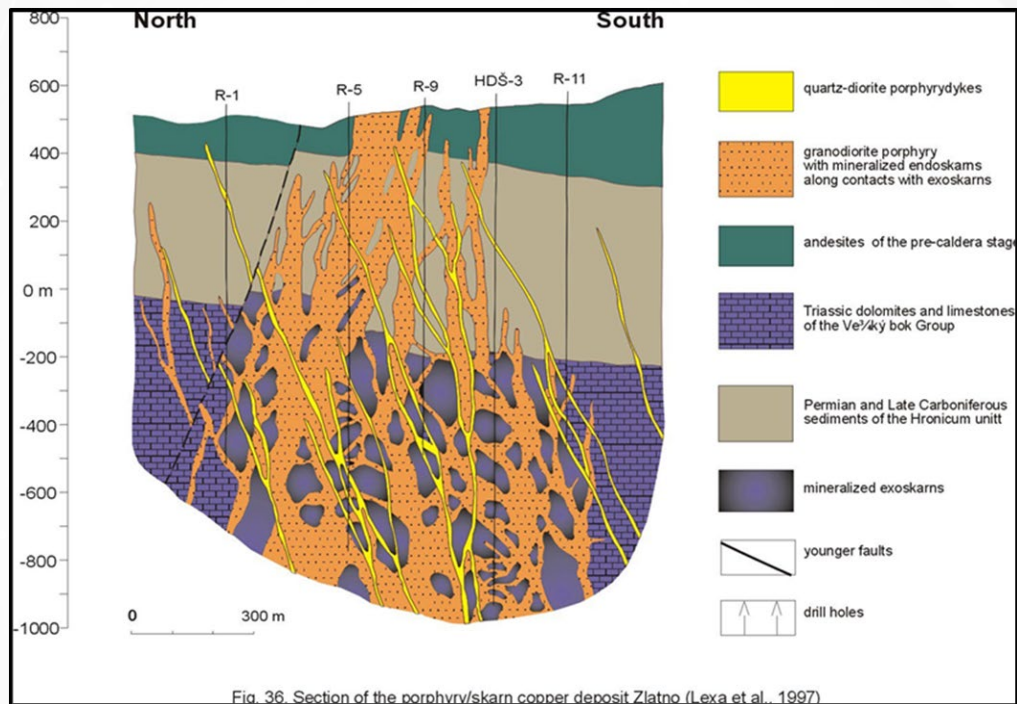 800
North
South
600
R-1
R-5
R-9
HDŠ-3
R-11
400
200
0 m
-200
-400
-600
-800
-1000
0
300 m
quartz-diorite porphyrydykes
granodiorite porphyry
with mineralized endoskarns
along contacts with exoskarns
andesites of the pre-caldera stage
Triassic dolomites and limestones
of the Ve¾ký bok Group
Permian and Late Carboniferous
sediments of the Hronicum unitt
mineralized exoskarns
younger faults
drill holes
Fig. 36. Section of the porphyry/skarn copper deposit Zlatno (Lexa et al., 1997)